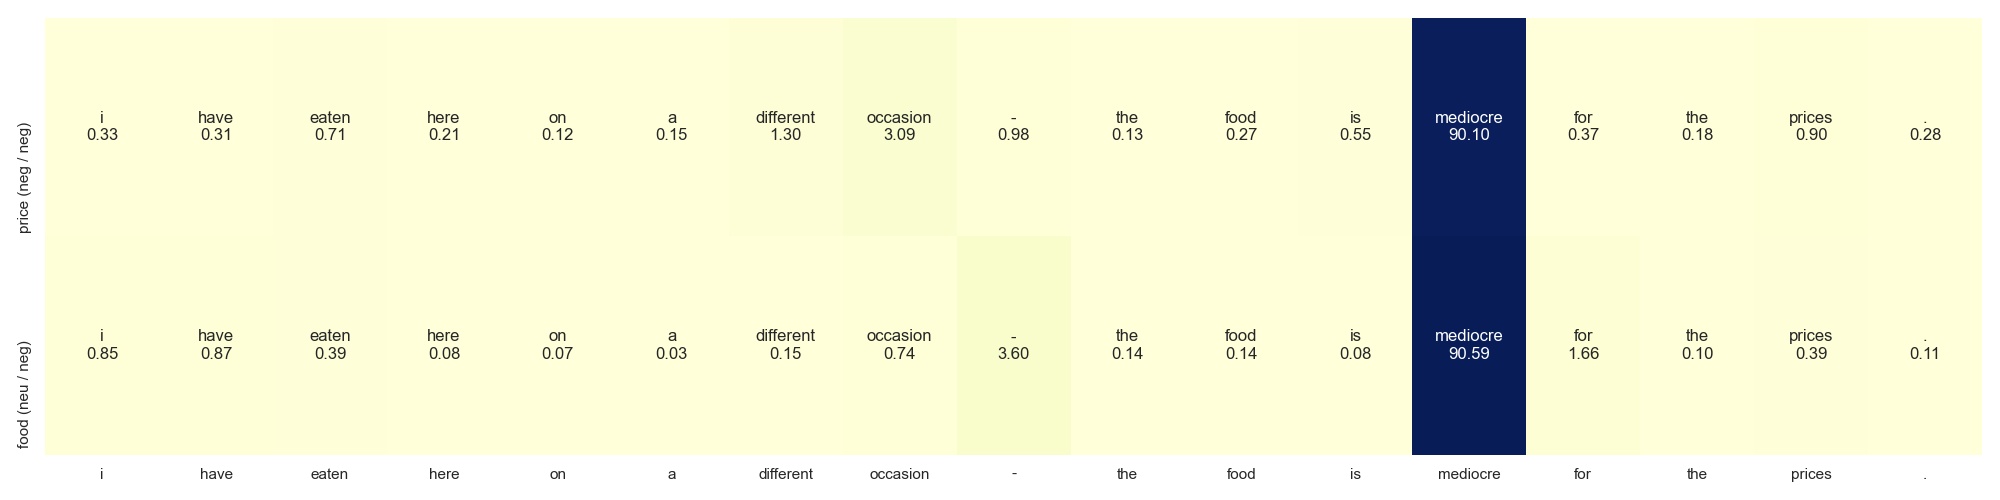 i have eaten here on a different occasion - the food is mediocre for the prices .
0.33 0.31 0.71 0.21 0.12 0.15 1.30 3.09 0.98 0.13 0.27 0.55 90.10 0.37 0.18 0.90 0.28
price (neg / neg)
i have eaten here on a different occasion - the food is mediocre for the prices .
0.85 0.87 0.39 0.08 0.07 0.03 0.15 0.74 3.60 0.14 0.14 0.08 90.59 1.66 0.10 0.39 0.11
food (neu / neg)
i have eaten here on a different occasion - the food is mediocre for the prices .